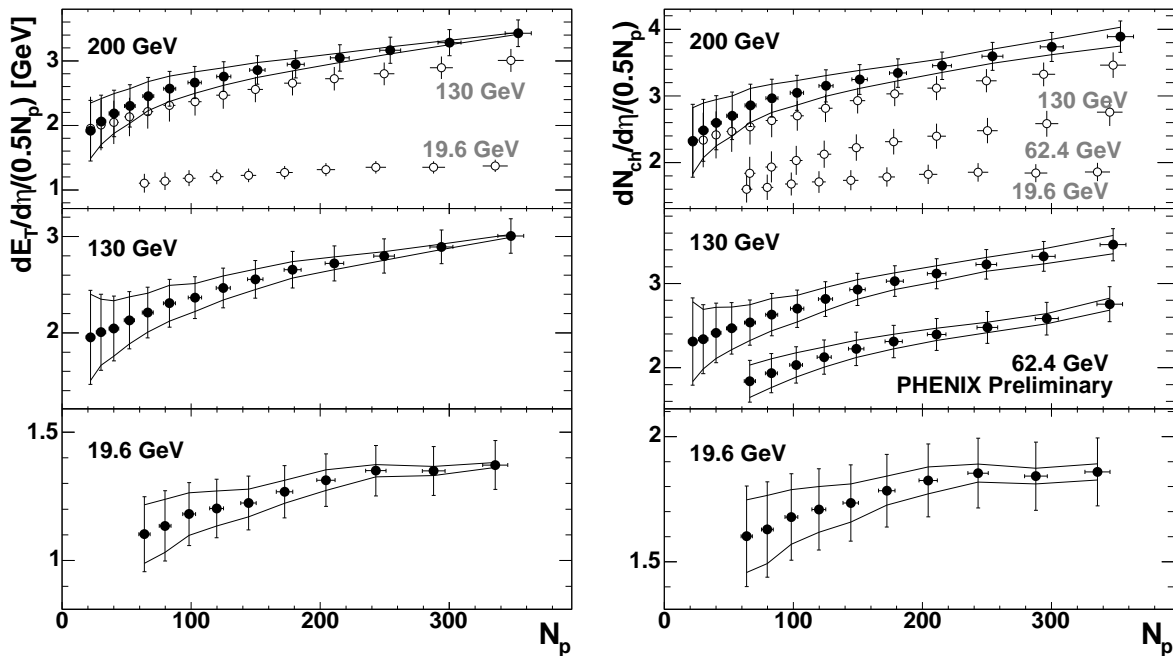 dE_T/dη/(0.5N_p) [GeV]
200 GeV
130 GeV
19.6 GeV
3
2
1
130 GeV
3
2
19.6 GeV
1.5
1
0 100 200 300
N_p
dN_ch/dη/(0.5N_p)
200 GeV
130 GeV
62.4 GeV
19.6 GeV
4
3
2
130 GeV
3
2
62.4 GeV
PHENIX Preliminary
19.6 GeV
2
1.5
0 100 200 300
N_p